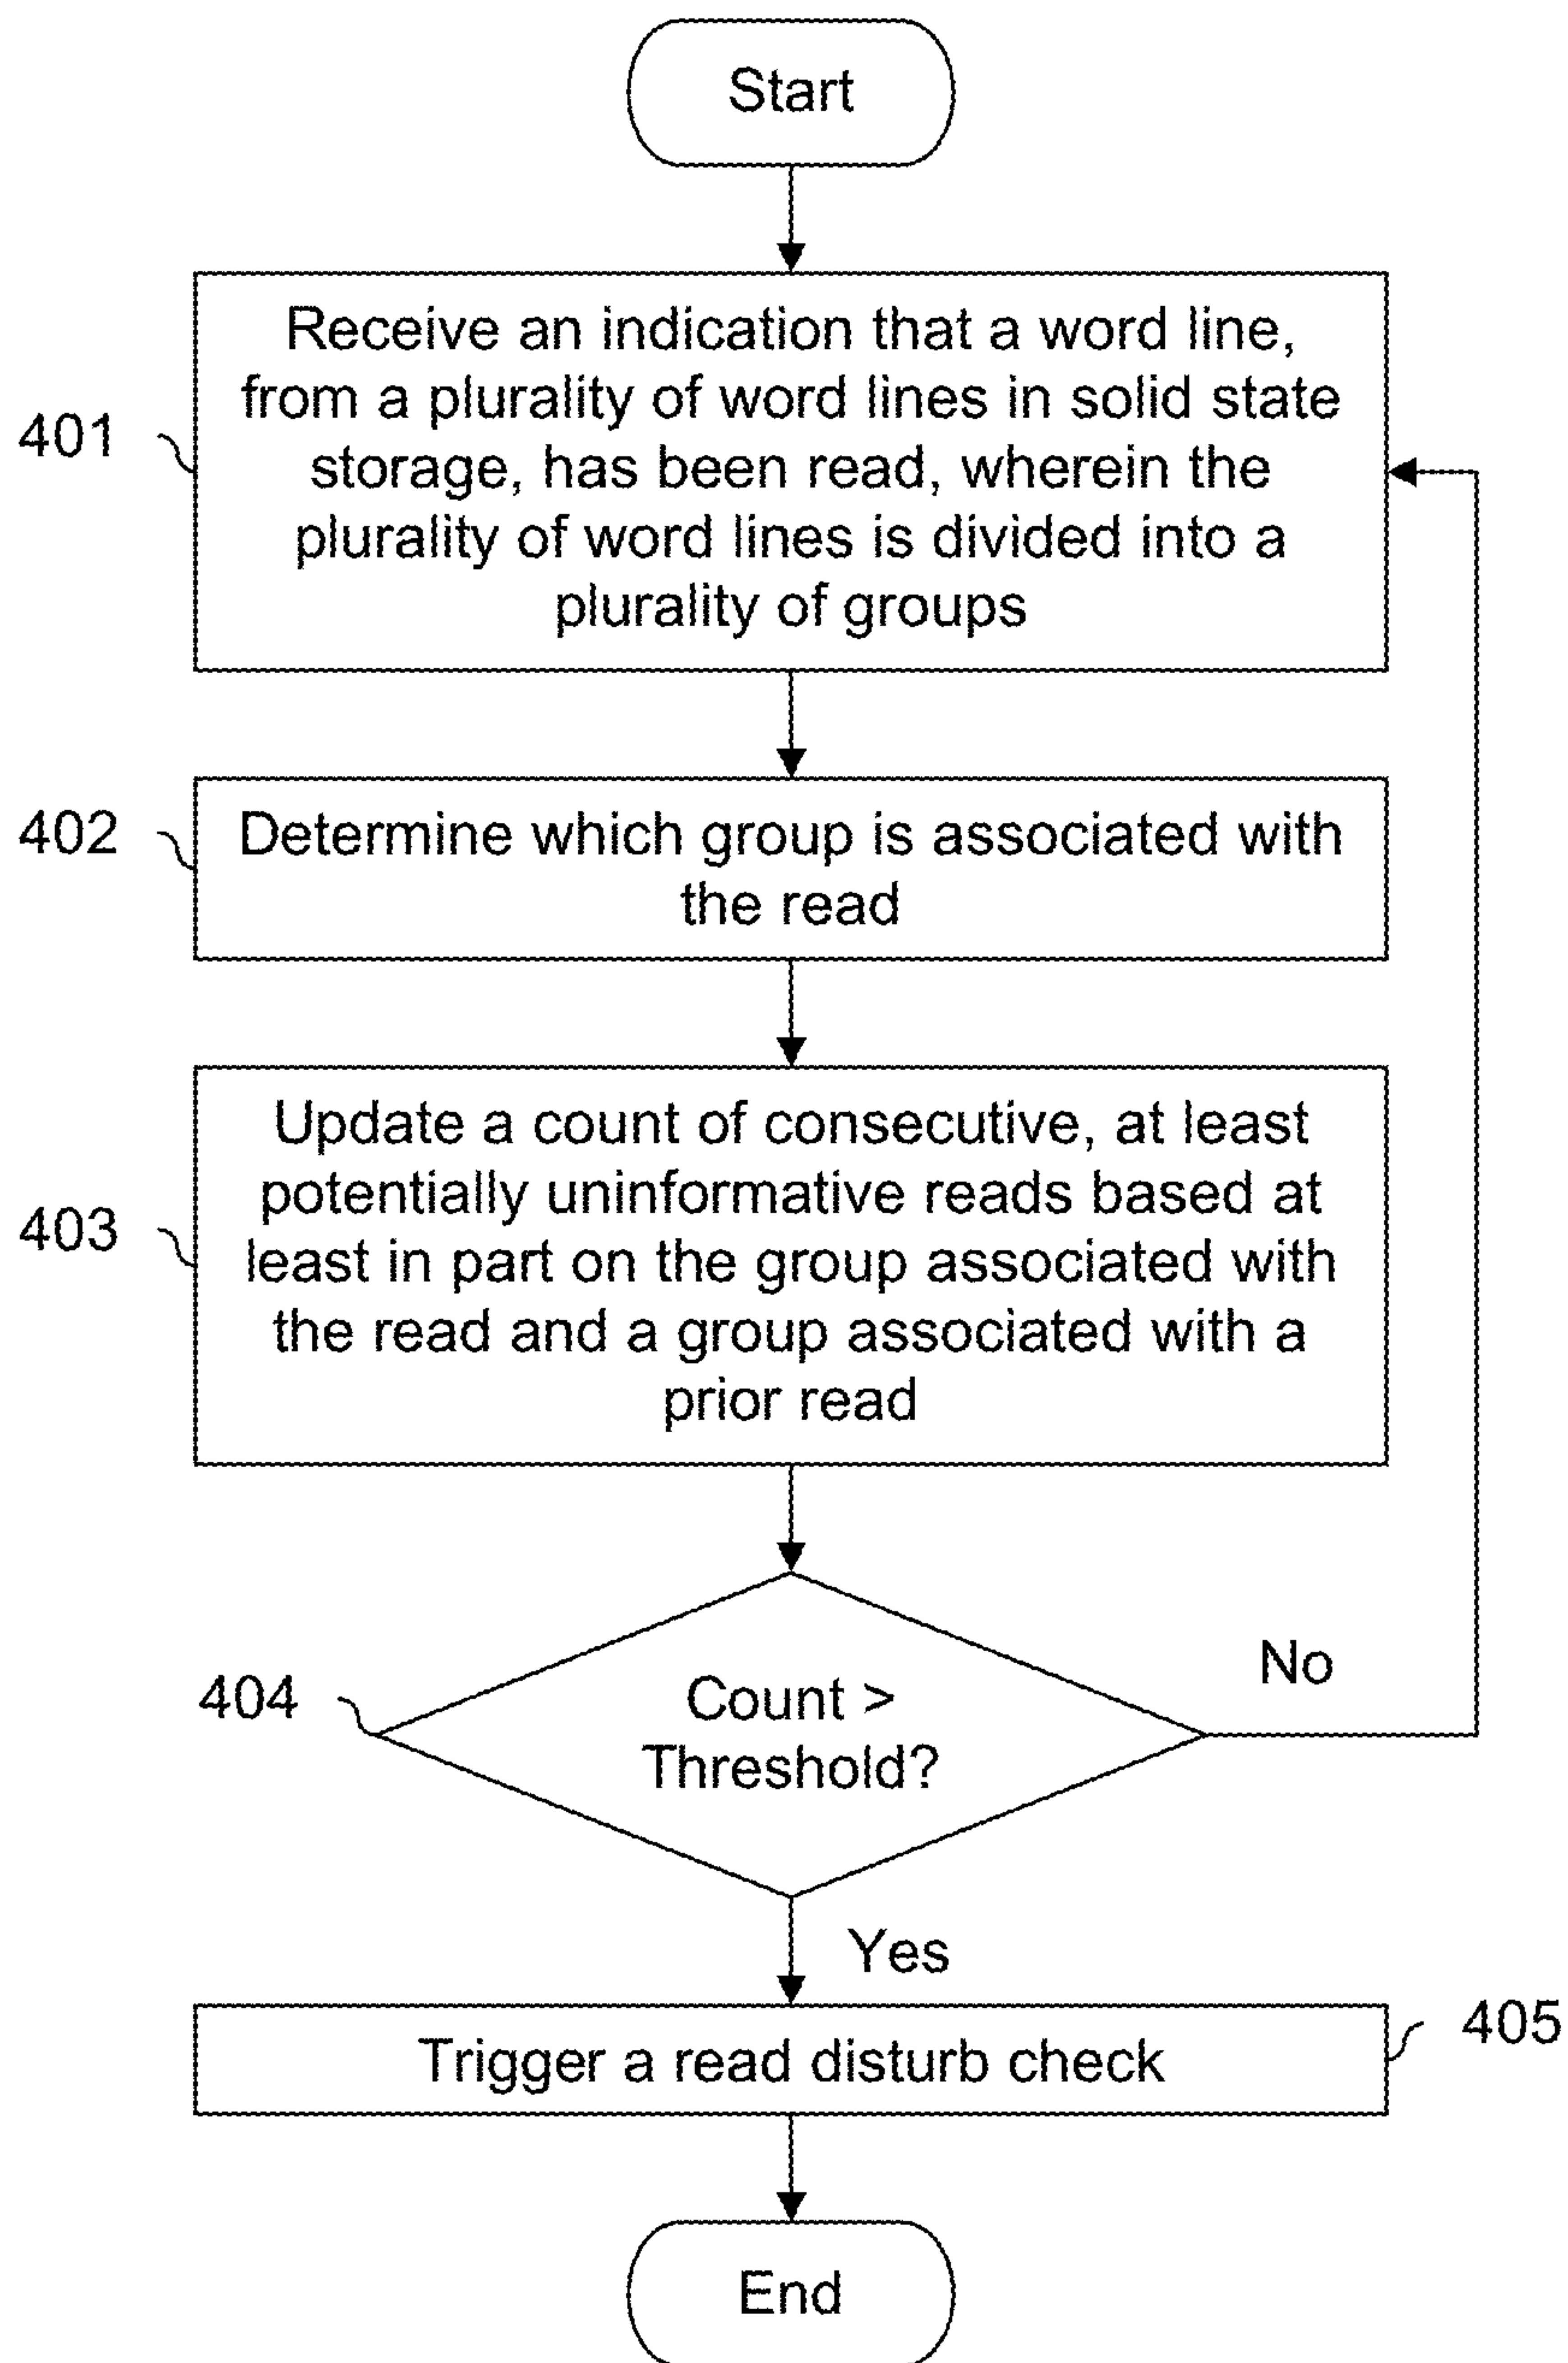 Start
Receive an indication that a word line,
from a plurality of word lines in solid state
storage, has been read, wherein the
plurality of word lines is divided into a
plurality of groups
401
Determine which group is associated with
the read
402
Update a count of consecutive, at least
potentially uninformative reads based at
least in part on the group associated with
the read and a group associated with a
prior read
403
Count >
Threshold?
404
No
Yes
Trigger a read disturb check
405
End